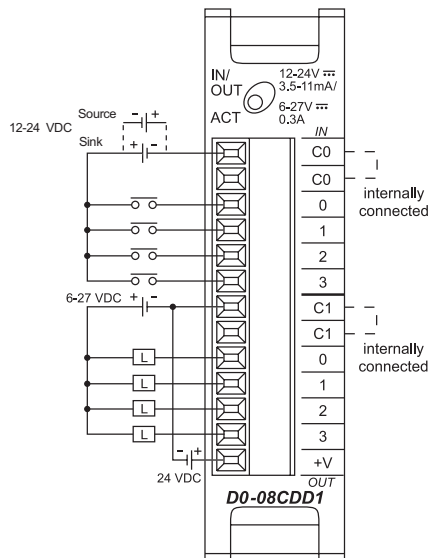 IN/
OUT
ACT
12-24V
3.5-11mA/
6-27V
0.3A
IN
Source
- +
12-24 VDC
Sink
+ -
C0
C0
internally
connected
0
1
2
3
6-27 VDC
+ -
C1
C1
internally
connected
L 0
L 1
L 2
L 3
- +
24 VDC
+V
OUT
D0-08CDD1